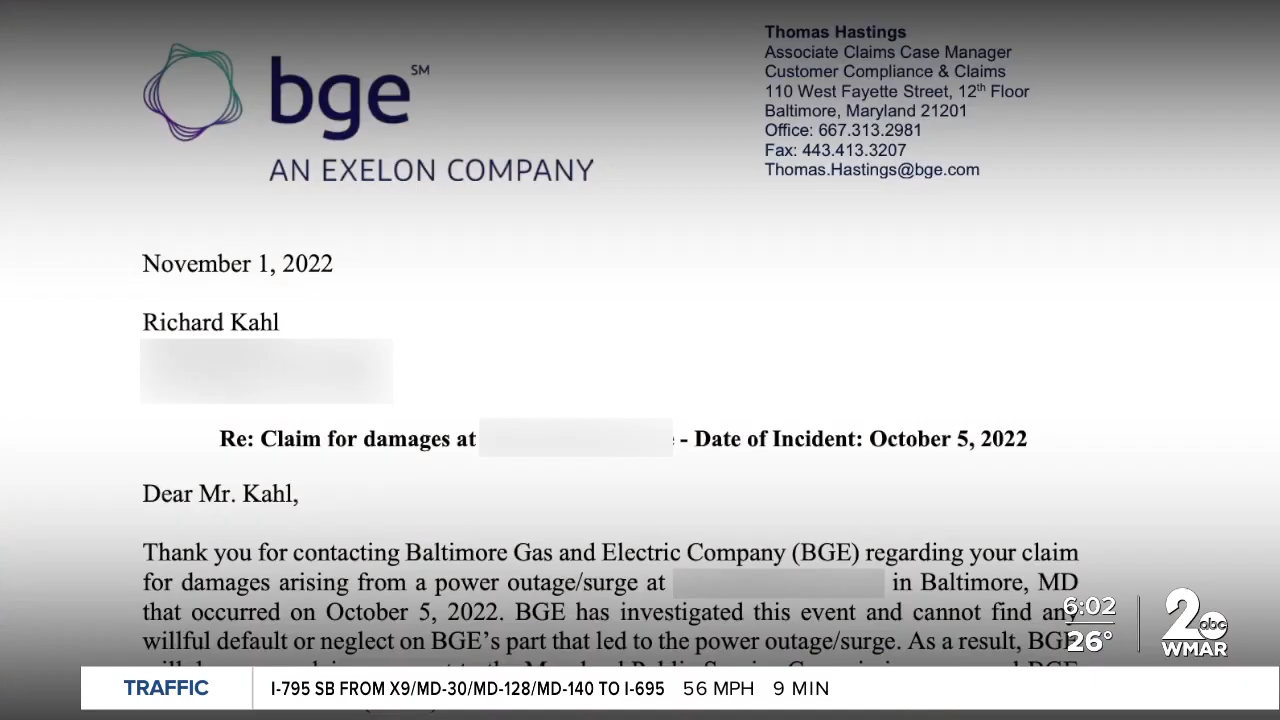 bge SM
AN EXELON COMPANY
Thomas Hastings
Associate Claims Case Manager
Customer Compliance & Claims
110 West Fayette Street, 12th Floor
Baltimore, Maryland 21201
Office: 667.313.2981
Fax: 443.413.3207
Thomas.Hastings@bge.com
November 1, 2022
Richard Kahl
Re: Claim for damages at - Date of Incident: October 5, 2022
Dear Mr. Kahl,
Thank you for contacting Baltimore Gas and Electric Company (BGE) regarding your claim
for damages arising from a power outage/surge at in Baltimore, MD
that occurred on October 5, 2022. BGE has investigated this event and cannot find any
willful default or neglect on BGE's part that led to the power outage/surge. As a result, BGE
6:02
26°
2 abc
WMAR
TRAFFIC
I-795 SB FROM X9/MD-30/MD-128/MD-140 TO I-695 56 MPH 9 MIN